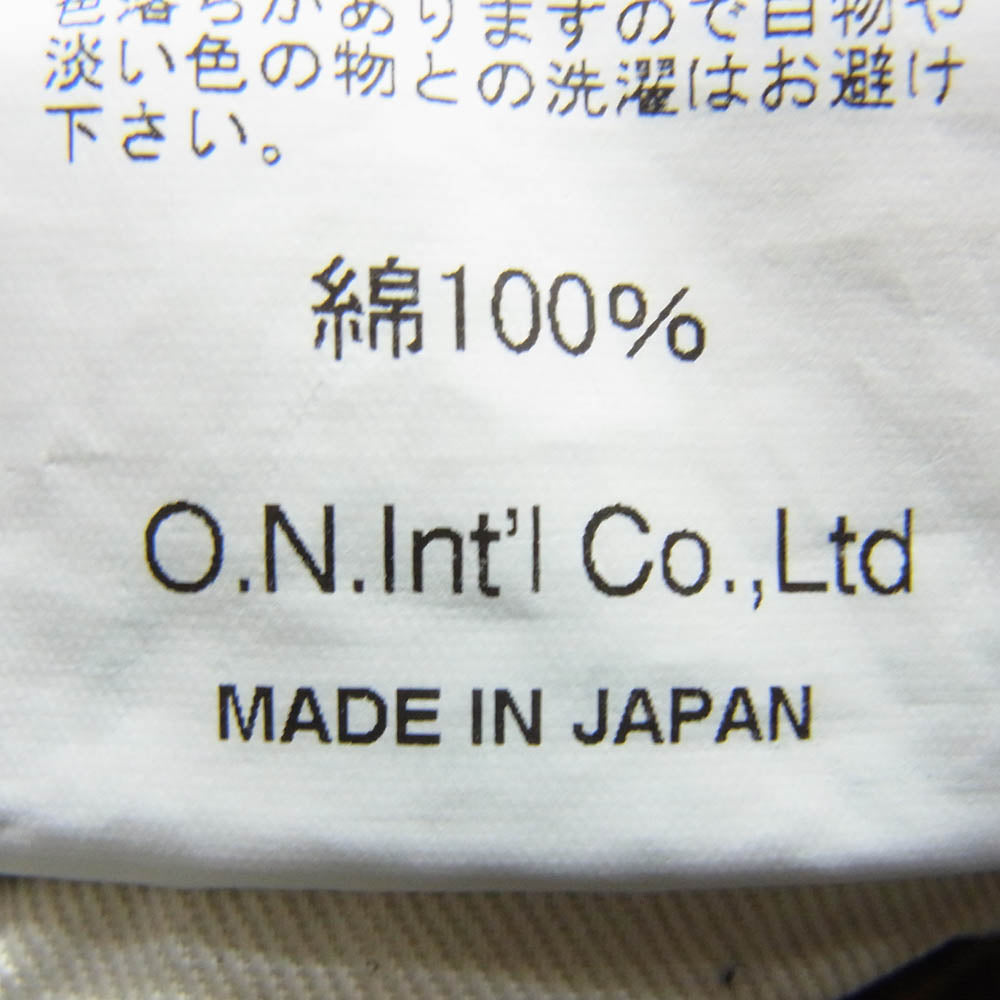 色落ちがありますので白物や
淡い色の物との洗濯はお避け
下さい。
綿100%
O.N.Int'l Co.,Ltd
MADE IN JAPAN